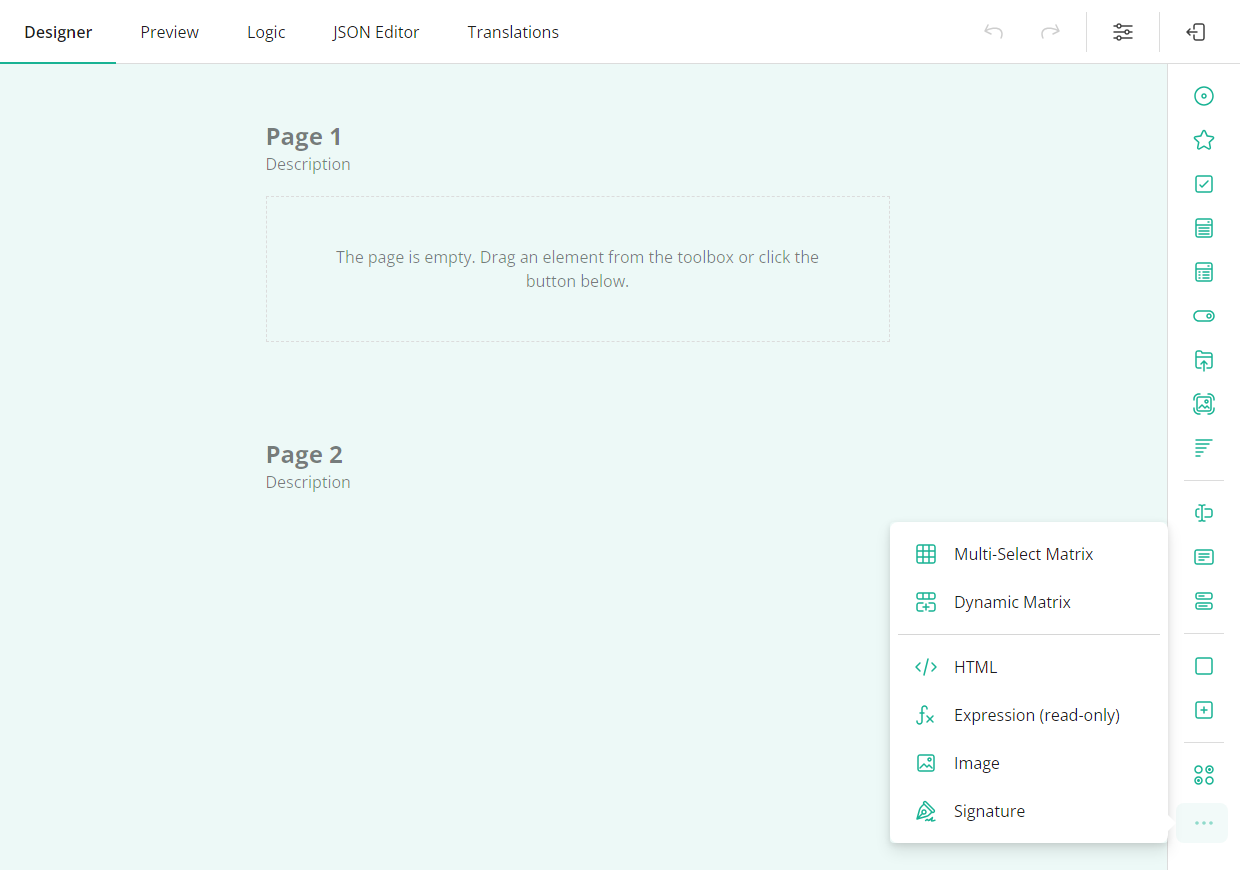 Designer
Preview
Logic
JSON Editor
Translations
Page 1
Description
The page is empty. Drag an element from the toolbox or click the
button below.
Page 2
Description
Multi-Select Matrix
Dynamic Matrix
HTML
Expression (read-only)
Image
Signature